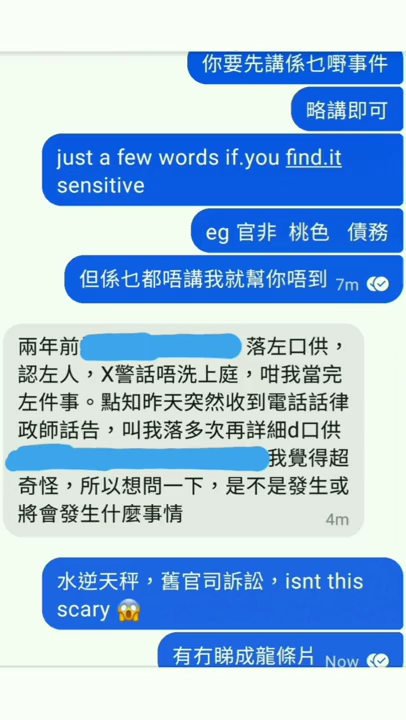 你要先講係乜嘢事件
略講即可
just a few words if.you find.it
sensitive
eg 官非 桃色 債務
但係乜都唔講我就幫你唔到 7m
兩年前 落左口供，
認左人，X警話唔洗上庭，咁我當完
左件事。點知昨天突然收到電話話律
政師話告，叫我落多次再詳細d口供
我覺得超
奇怪，所以想問一下，是不是發生或
將會發生什麼事情
4m
水逆天秤，舊官司訴訟，isnt this
scary 😱
有冇睇成龍條片 Now